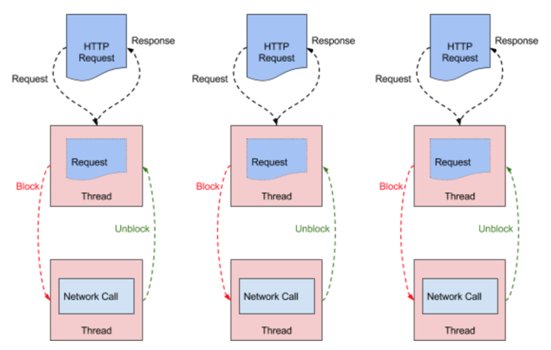 HTTP
Request
Response
Request
Request
Thread
Block
Unblock
Network Call
Thread
HTTP
Request
Response
Request
Request
Thread
Block
Unblock
Network Call
Thread
HTTP
Request
Response
Request
Request
Thread
Block
Unblock
Network Call
Thread